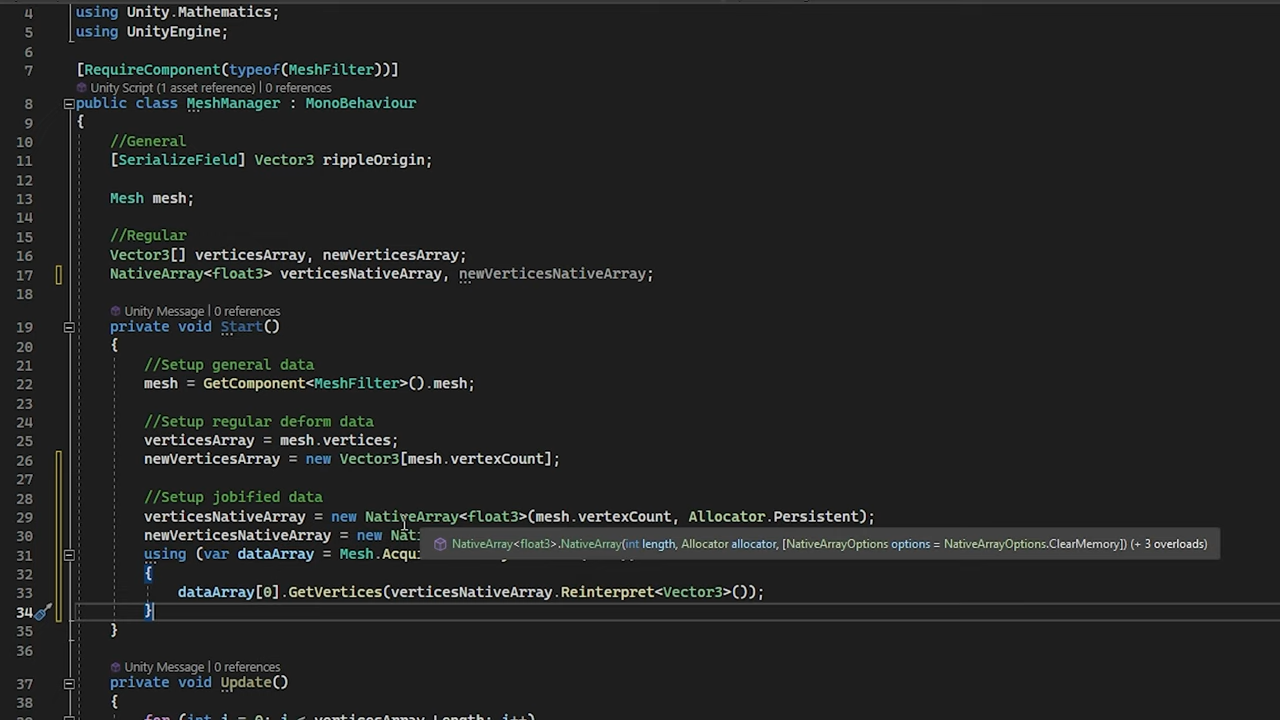 4 using Unity.Mathematics;
5 using UnityEngine;
6
7 [RequireComponent(typeof(MeshFilter))]
Unity Script (1 asset reference) | 0 references
8 public class MeshManager : MonoBehaviour
9 {
10 //General
11 [SerializeField] Vector3 rippleOrigin;
12
13 Mesh mesh;
14
15 //Regular
16 Vector3[] verticesArray, newVerticesArray;
17 NativeArray<float3> verticesNativeArray, newVerticesNativeArray;
18
Unity Message | 0 references
19 private void Start()
20 {
21 //Setup general data
22 mesh = GetComponent<MeshFilter>().mesh;
23
24 //Setup regular deform data
25 verticesArray = mesh.vertices;
26 newVerticesArray = new Vector3[mesh.vertexCount];
27
28 //Setup jobified data
29 verticesNativeArray = new NativeArray<float3>(mesh.vertexCount, Allocator.Persistent);
30 newVerticesNativeArray = new Nati
NativeArray<float3>.NativeArray(int length, Allocator allocator, [NativeArrayOptions options = NativeArrayOptions.ClearMemory]) (+ 3 overloads)
31 using (var dataArray = Mesh.Acqu
32 {
33 dataArray[0].GetVertices(verticesNativeArray.Reinterpret<Vector3>());
34 }
35 }
36
Unity Message | 0 references
37 private void Update()
38 {
for (int i = 0; i < verticesArray.Length; i++)